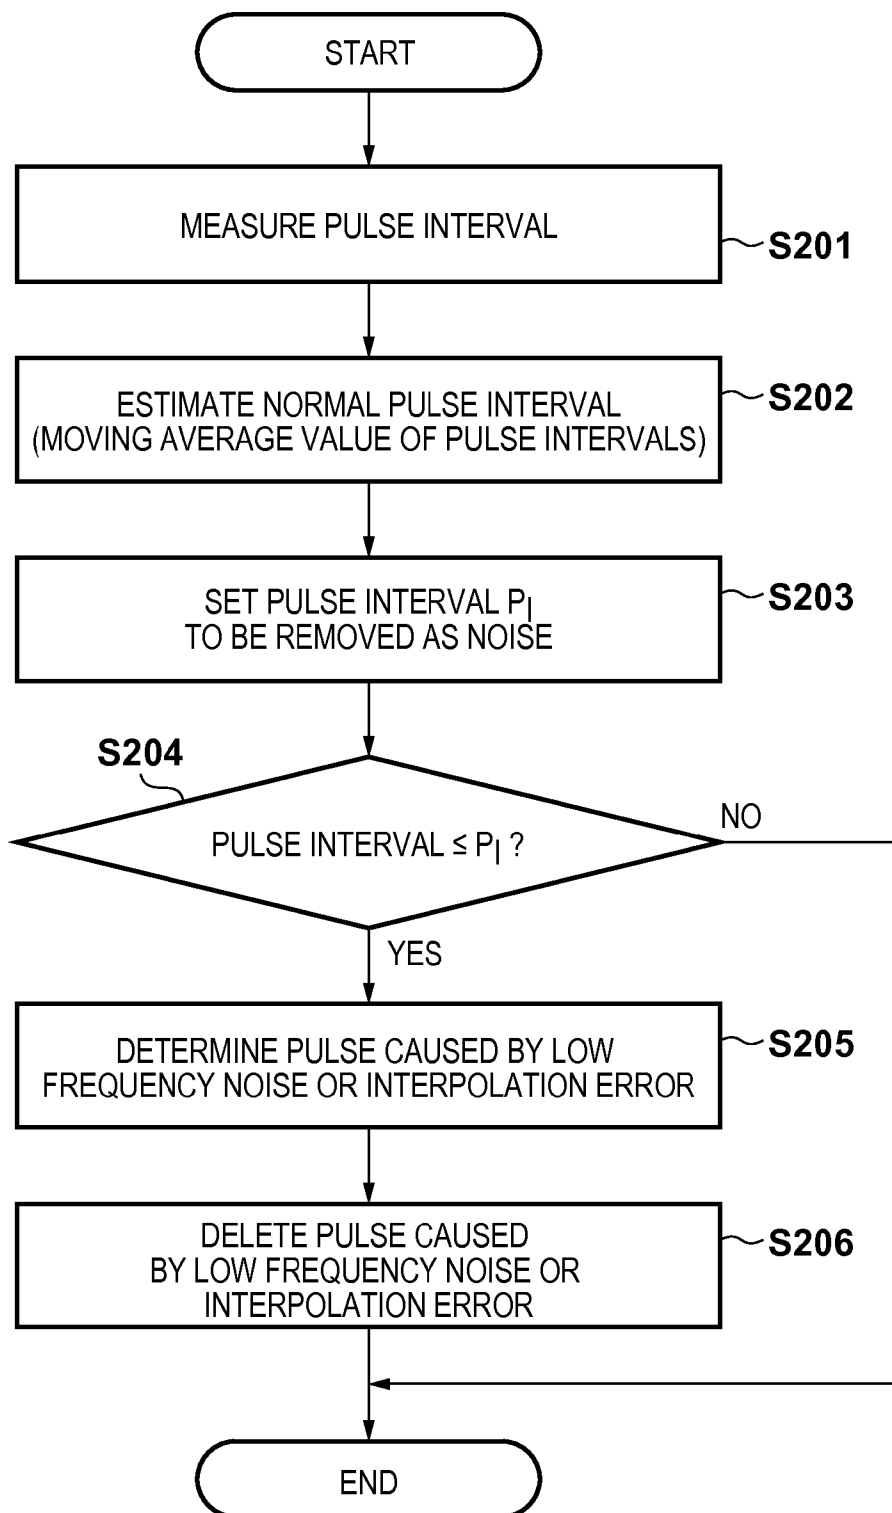 START
MEASURE PULSE INTERVAL
S201
ESTIMATE NORMAL PULSE INTERVAL
(MOVING AVERAGE VALUE OF PULSE INTERVALS)
S202
SET PULSE INTERVAL PI
TO BE REMOVED AS NOISE
S203
S204
PULSE INTERVAL ≤ PI ?
NO
YES
DETERMINE PULSE CAUSED BY LOW
FREQUENCY NOISE OR INTERPOLATION ERROR
S205
DELETE PULSE CAUSED
BY LOW FREQUENCY NOISE OR
INTERPOLATION ERROR
S206
END